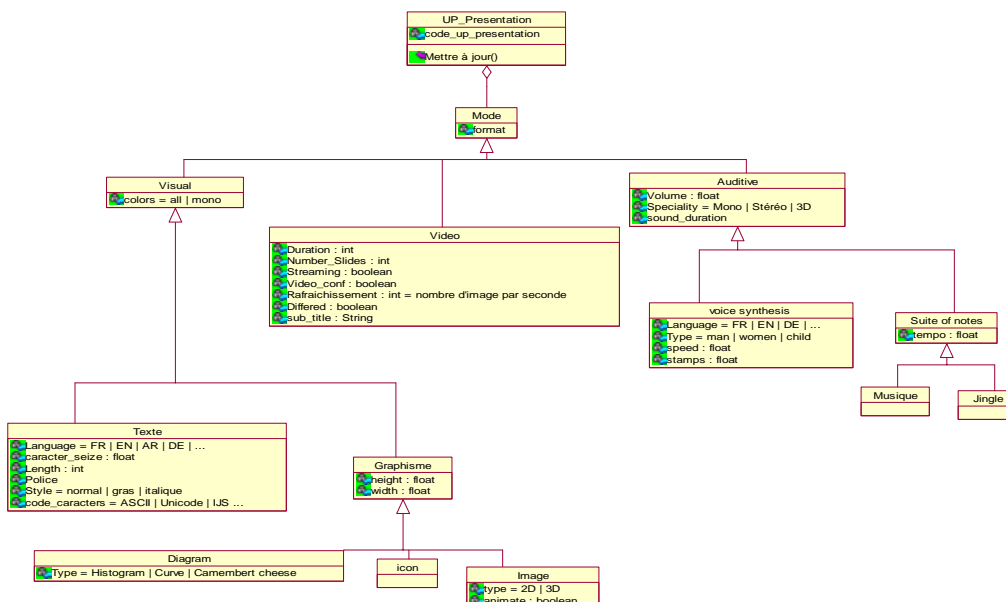 UP_Presentation
code_up_presentation
Mettre à jour()
Mode
format
Visual
colors = all | mono
Video
Duration : int
Number_Slides : int
Streaming : boolean
Video_conf : boolean
Rafraichissement : int = nombre d'image par seconde
Differed : boolean
sub_title : String
Auditive
Volume : float
Speciality = Mono | Stéréo | 3D
sound_duration
voice synthesis
Language = FR | EN | DE | ...
Type = man | women | child
speed : float
stamps : float
Suite of notes
tempo : float
Musique
Jingle
Texte
Language = FR | EN | AR | DE | ...
caracter_seize : float
Length : int
Police
Style = normal | gras | italique
code_caracters = ASCII | Unicode | IJS ...
Graphisme
height : float
width : float
Diagram
Type = Histogram | Curve | Camembert cheese
icon
Image
type = 2D | 3D
animate : boolean